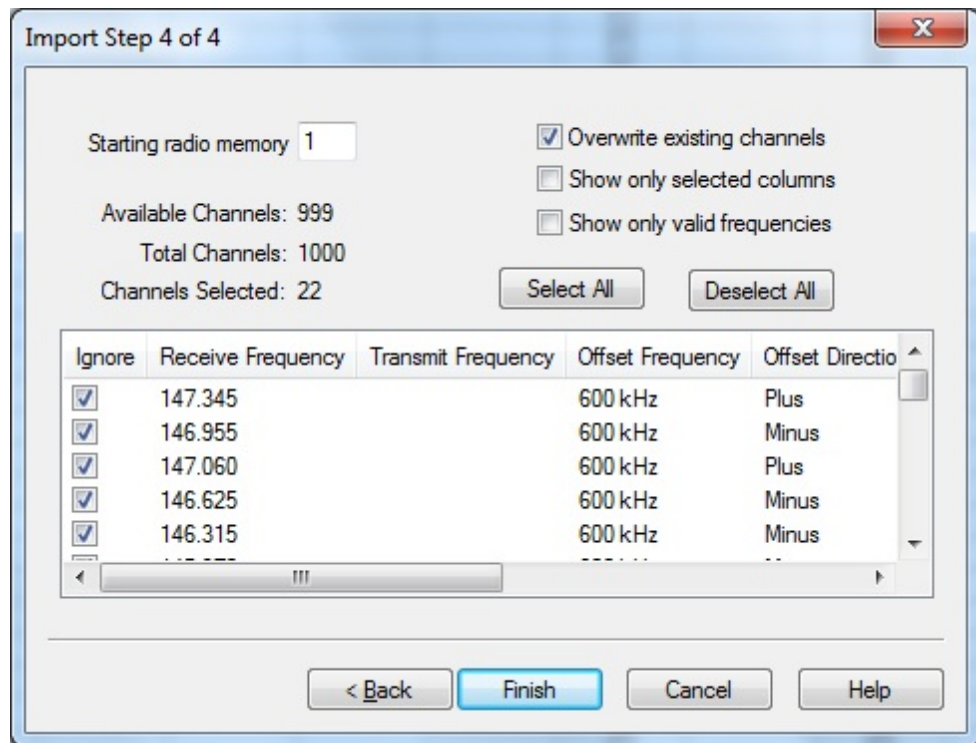 Import Step 4 of 4
Starting radio memory 1
Overwrite existing channels
Show only selected columns
Available Channels: 999
Show only valid frequencies
Total Channels: 1000
Channels Selected: 22
Select All Deselect All
Ignore Receive Frequency Transmit Frequency Offset Frequency Offset Directio
147.345 600 kHz Plus
146.955 600 kHz Minus
147.060 600 kHz Plus
146.625 600 kHz Minus
146.315 600 kHz Minus
< Back Finish Cancel Help